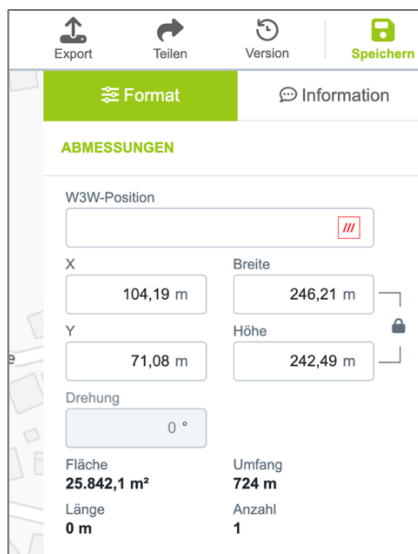 Export Teilen Version Speichern
Format Information
ABMESSUNGEN
W3W-Position
X Breite
104,19 m 246,21 m
Y Höhe
71,08 m 242,49 m
Drehung
0 °
Fläche Umfang
25.842,1 m² 724 m
Länge Anzahl
0 m 1